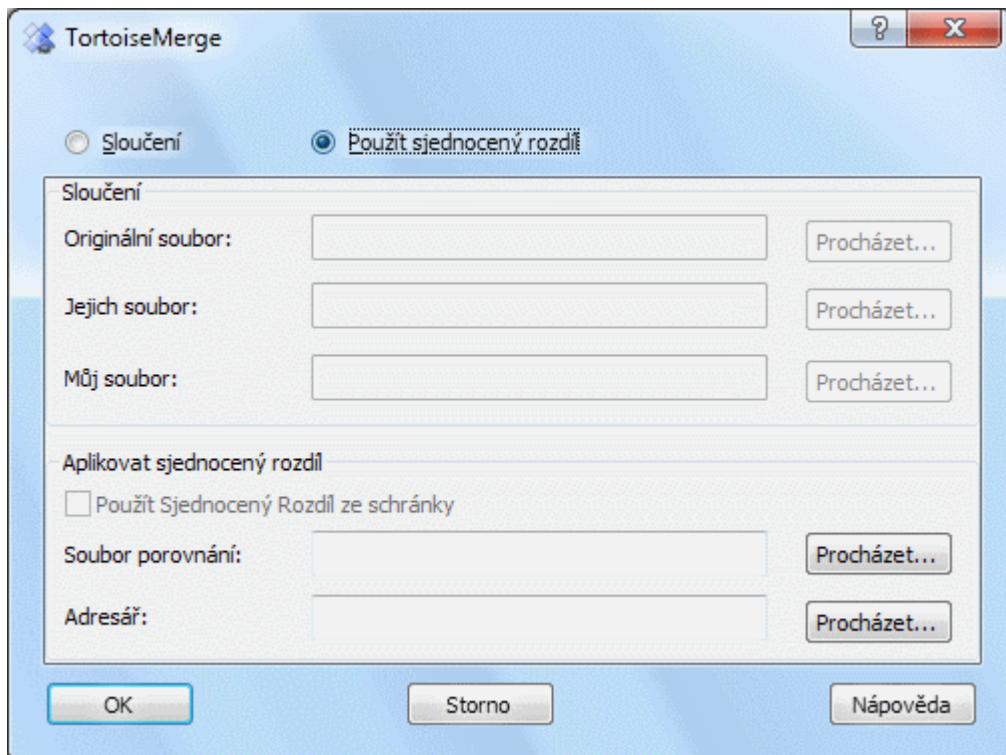 TortoiseMerge
Sloučení Použít sjednocený rozdíl
Sloučení
Originální soubor: Procházet...
Jejich soubor: Procházet...
Můj soubor: Procházet...
Aplikovat sjednocený rozdíl
Použít Sjednocený Rozdíl ze schránky
Soubor porovnání: Procházet...
Adresář: Procházet...
OK Storno Nápověda